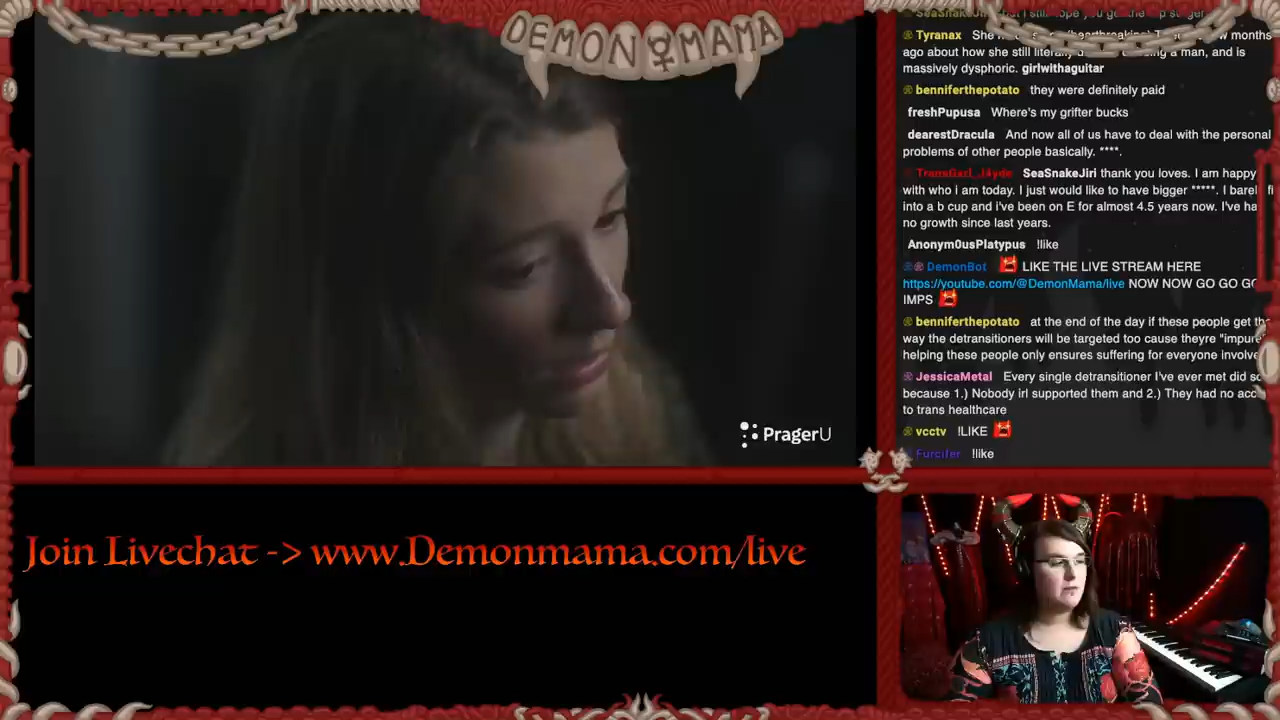 DEMON MAMA
PragerU
Join Livechat -> www.Demonmama.com/live
Tyranax She
months
ago about how she still
a man, and is
massively dysphoric. girlwithaguitar
benniferthepotato they were definitely paid
freshPupusa Where's my grifter bucks
dearestDracula And now all of us have to deal with the personal
problems of other people basically. ****.
SeaSnakeJiri thank you loves. I am happy
with who i am today. I just would like to have bigger *****. I
into a b cup and i've been on E for almost 4.5 years now. I've
no growth since last years.
Anonym0usPlatypus !like
DemonBot LIKE THE LIVE STREAM HERE
https://youtube.com/@DemonMama/live NOW NOW GO GO
IMPS
benniferthepotato at the end of the day if these people get
way the detransitioners will be targeted too cause theyre
helping these people only ensures suffering for everyone
JessicaMetal Every single detransitioner I've ever met did
because 1.) Nobody irl supported them and 2.) They had no
to trans healthcare
vcctv !LIKE
Furcifer !like